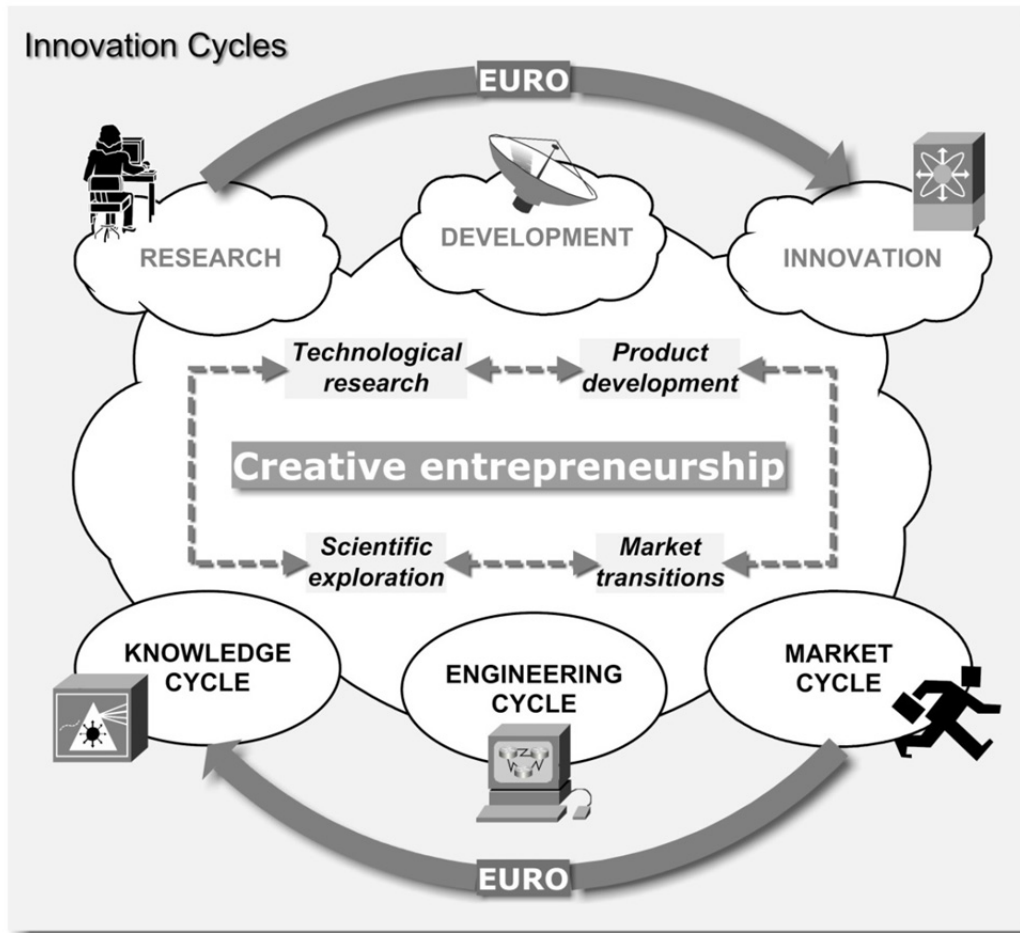 Innovation Cycles
EURO
RESEARCH
DEVELOPMENT
INNOVATION
Technological
research
Product
development
Creative entrepreneurship
Scientific
exploration
Market
transitions
KNOWLEDGE
CYCLE
ENGINEERING
CYCLE
MARKET
CYCLE
EURO